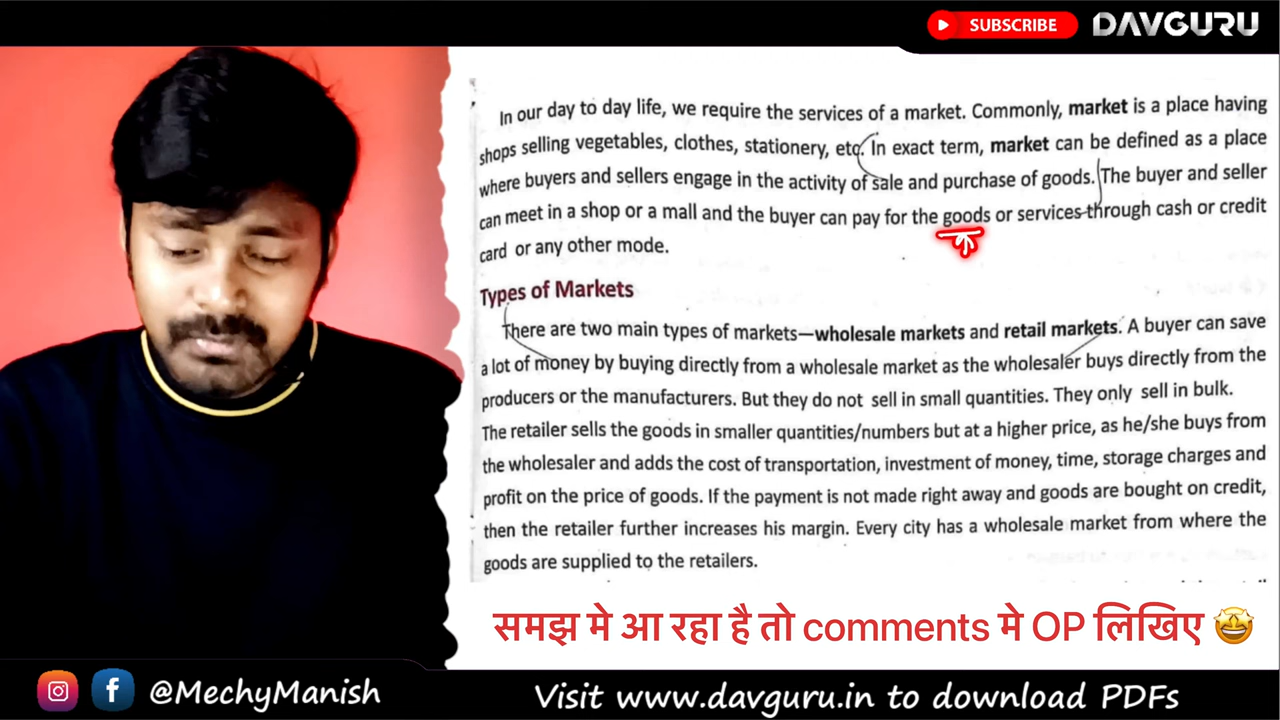 SUBSCRIBE
DAVGURU
In our day to day life, we require the services of a market. Commonly, market is a place having
shops selling vegetables, clothes, stationery, etc. In exact term, market can be defined as a place
where buyers and sellers engage in the activity of sale and purchase of goods. The buyer and seller
can meet in a shop or a mall and the buyer can pay for the goods or services through cash or credit
card or any other mode.
Types of Markets
There are two main types of markets—wholesale markets and retail markets. A buyer can save
a lot of money by buying directly from a wholesale market as the wholesaler buys directly from the
producers or the manufacturers. But they do not sell in small quantities. They only sell in bulk.
The retailer sells the goods in smaller quantities/numbers but at a higher price, as he/she buys from
the wholesaler and adds the cost of transportation, investment of money, time, storage charges and
profit on the price of goods. If the payment is not made right away and goods are bought on credit,
then the retailer further increases his margin. Every city has a wholesale market from where the
goods are supplied to the retailers.
समझ मे आ रहा है तो comments मे OP लिखिए 🤩
@MechyManish
Visit www.davguru.in to download PDFs